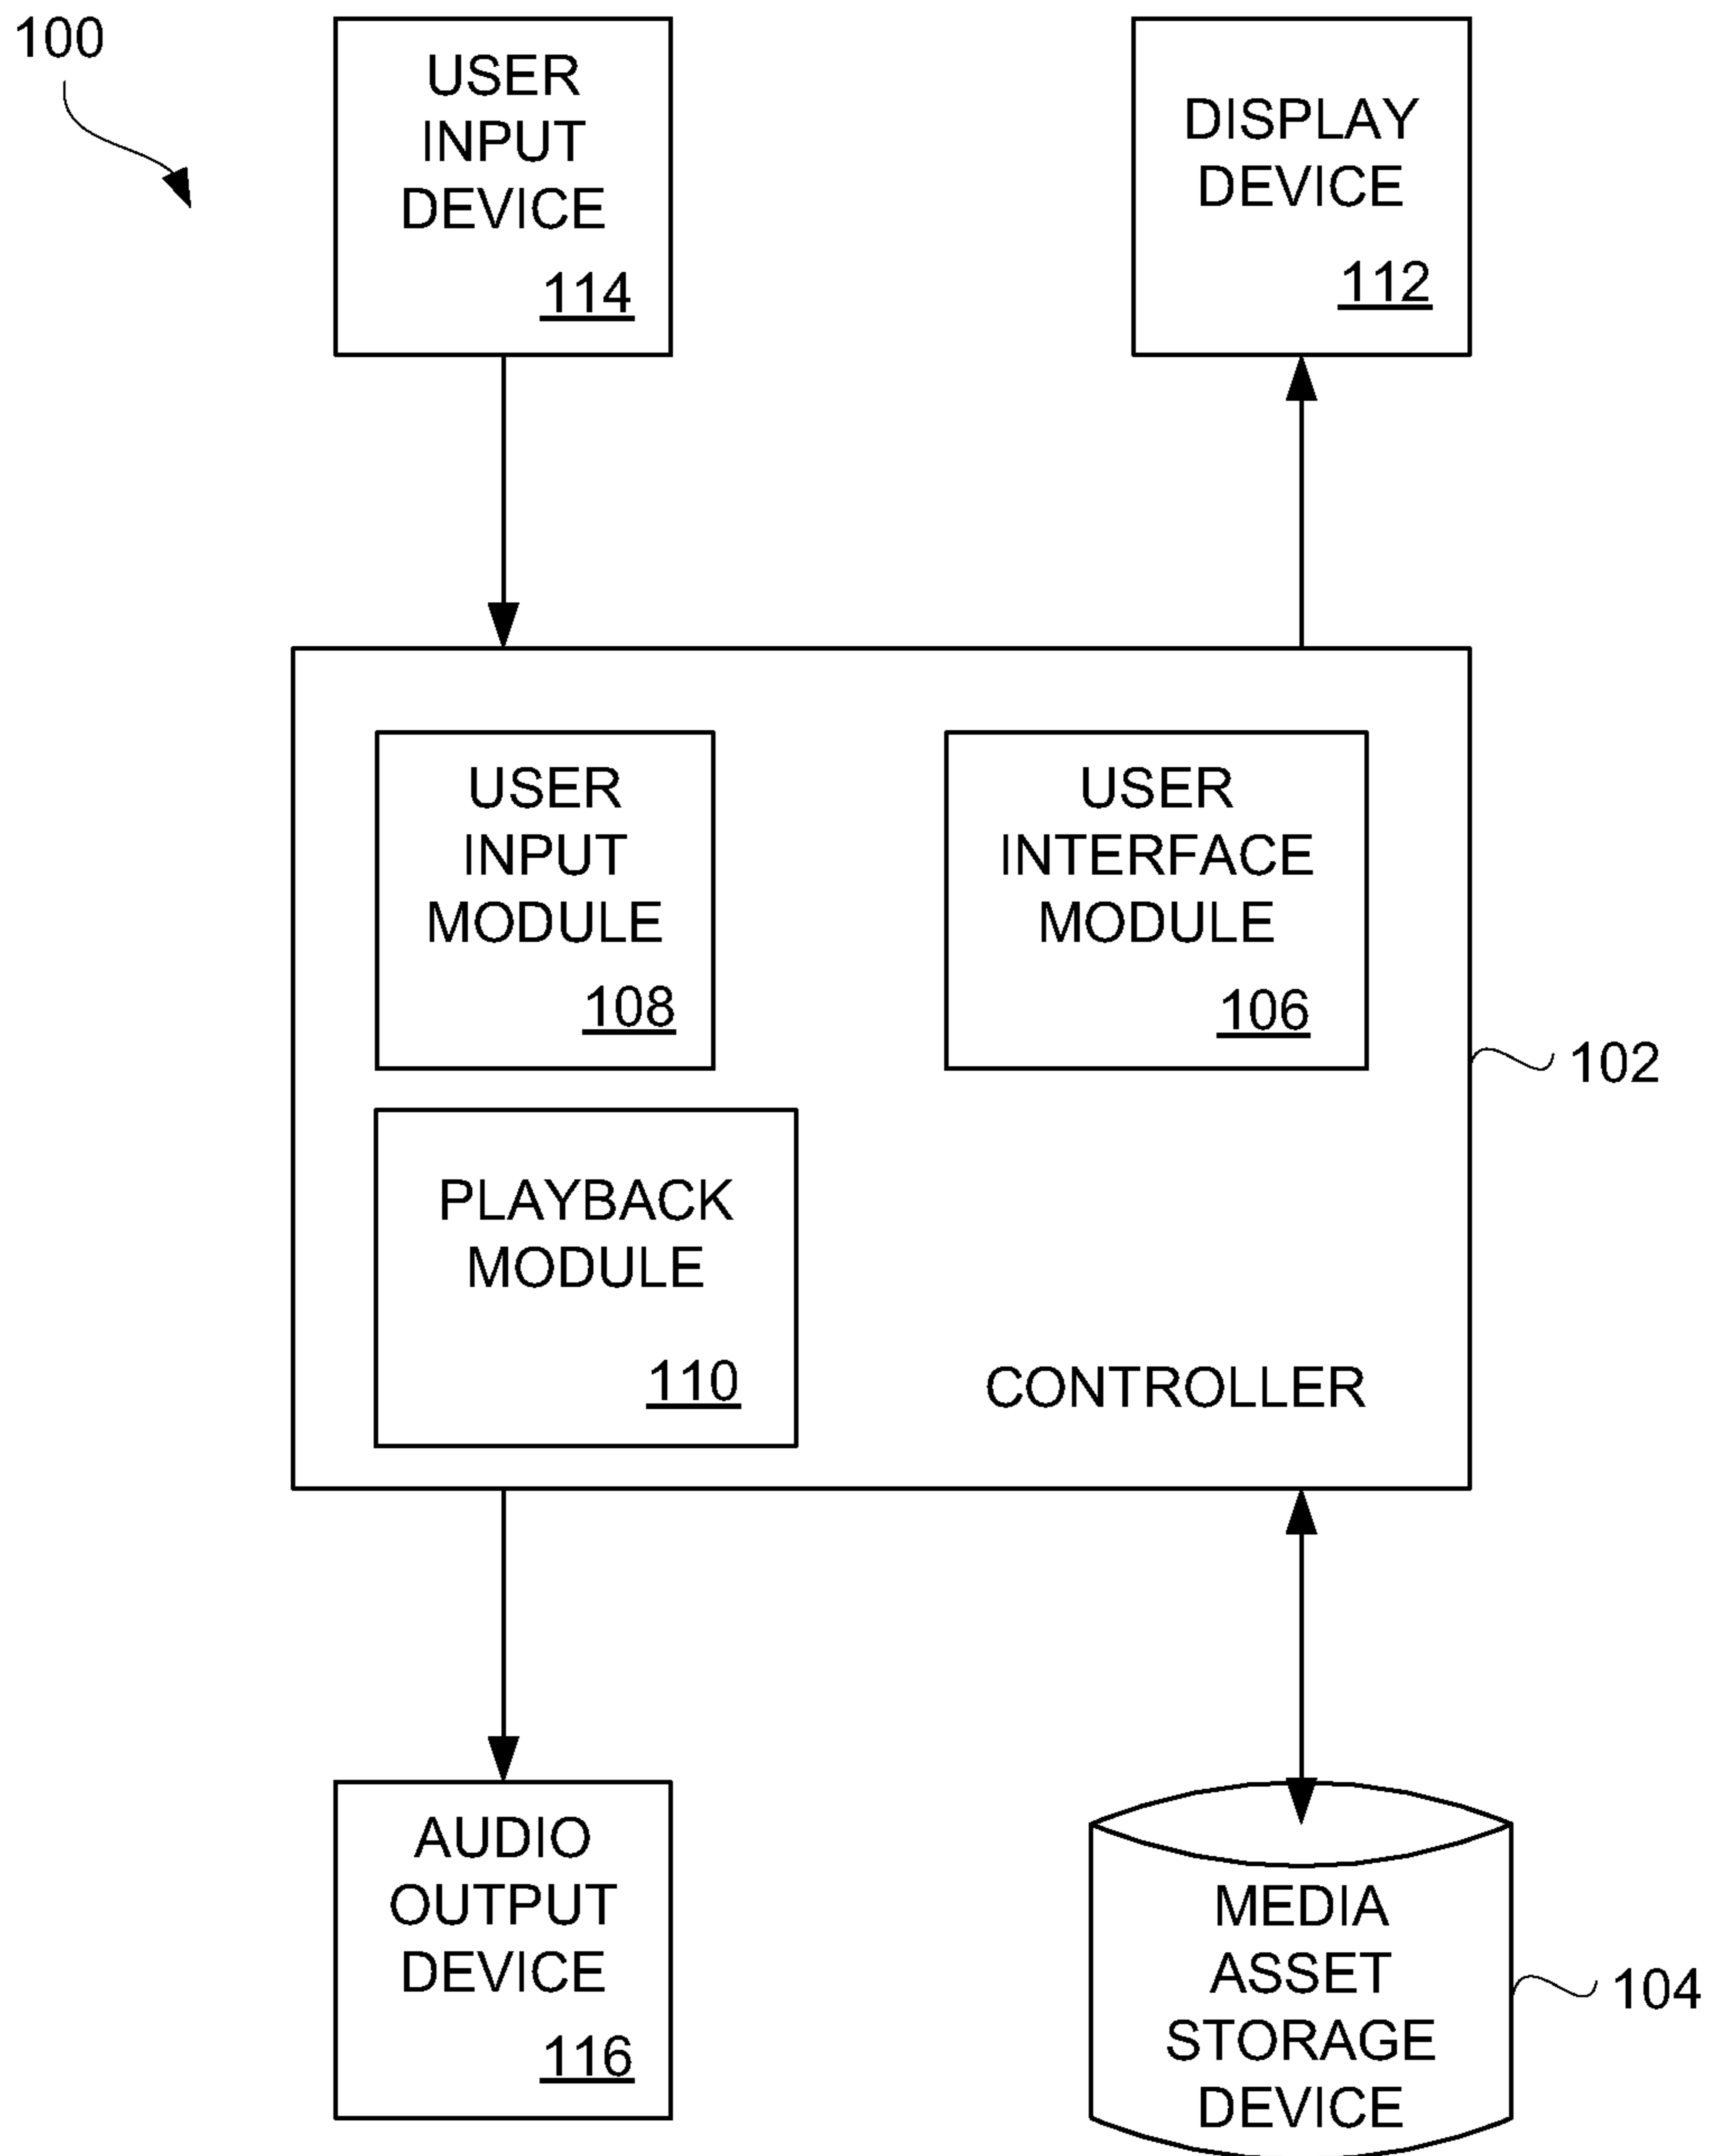 100
USER
INPUT
DEVICE
114
DISPLAY
DEVICE
112
USER
INPUT
MODULE
108
USER
INTERFACE
MODULE
106
102
PLAYBACK
MODULE
110
CONTROLLER
AUDIO
OUTPUT
DEVICE
116
MEDIA
ASSET
STORAGE
DEVICE
104